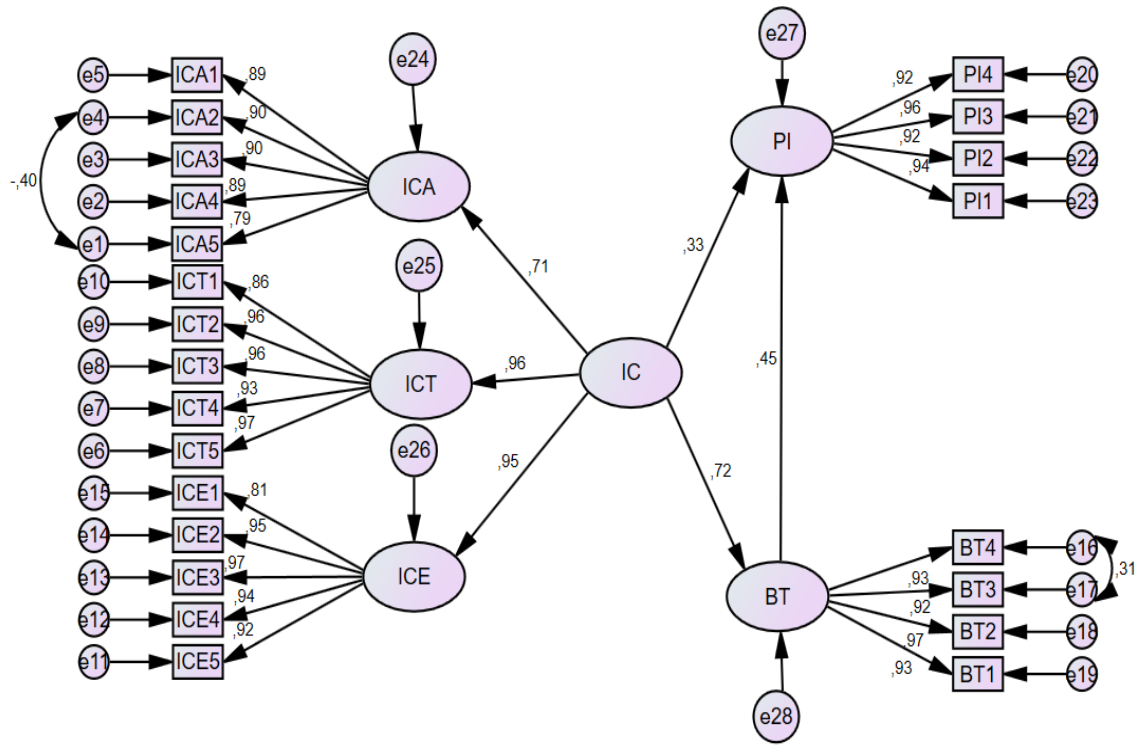 e5 ICA1 ,89
e4 ICA2 ,90
e3 ICA3 ,90
e2 ICA4 ,89
e1 ICA5 ,79
-,40
e24
ICA
e10 ICT1 ,86
e9 ICT2 ,96
e8 ICT3 ,96
e7 ICT4 ,93
e6 ICT5 ,97
e25
ICT
e15 ICE1 ,81
e14 ICE2 ,95
e13 ICE3 ,97
e12 ICE4 ,94
e11 ICE5 ,92
e26
ICE
,71
,96
,95
IC
,33
,72
,45
e27
PI
,92 PI4 e20
,96 PI3 e21
,92 PI2 e22
,94 PI1 e23
BT
e28
BT4 e16
,93 BT3 e17
,92 BT2 e18
,97
,93 BT1 e19
,31